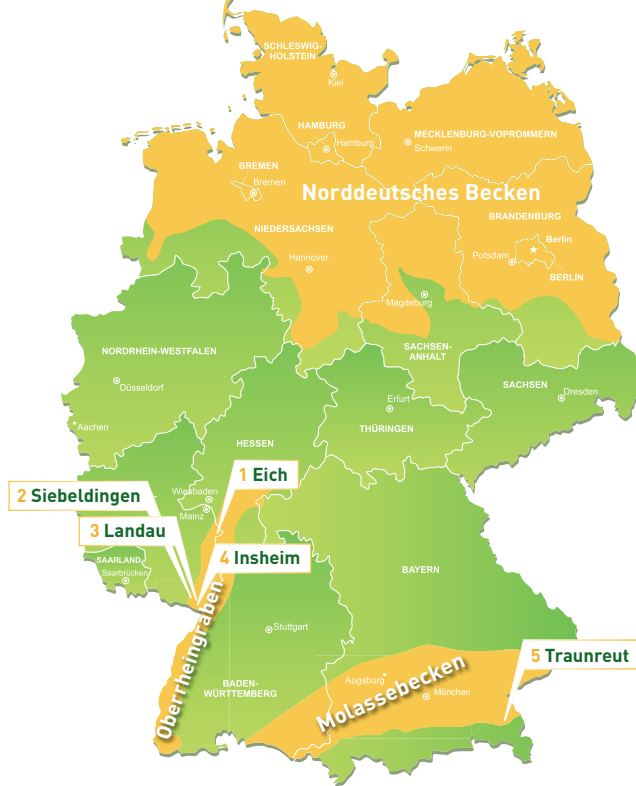 SCHLESWIG-
HOLSTEIN
Kiel
HAMBURG
Hamburg
MECKLENBURG-VOPROMMERN
Schwerin
BREMEN
Bremen
Norddeutsches Becken
BRANDENBURG
NIEDERSACHSEN
Berlin
Hannover
Potsdam
BERLIN
Magdeburg
SACHSEN-
ANHALT
NORDRHEIN-WESTFALEN
Düsseldorf
SACHSEN
Dresden
Erfurt
Aachen
THÜRINGEN
HESSEN
1 Eich
2 Siebeldingen
Wiesbaden
Mainz
3 Landau
4 Insheim
SAARLAND
Saarbrücken
BAYERN
Stuttgart
Oberrheingraben
BADEN-
WÜRTTEMBERG
5 Traunreut
Augsburg
München
Molassebecken